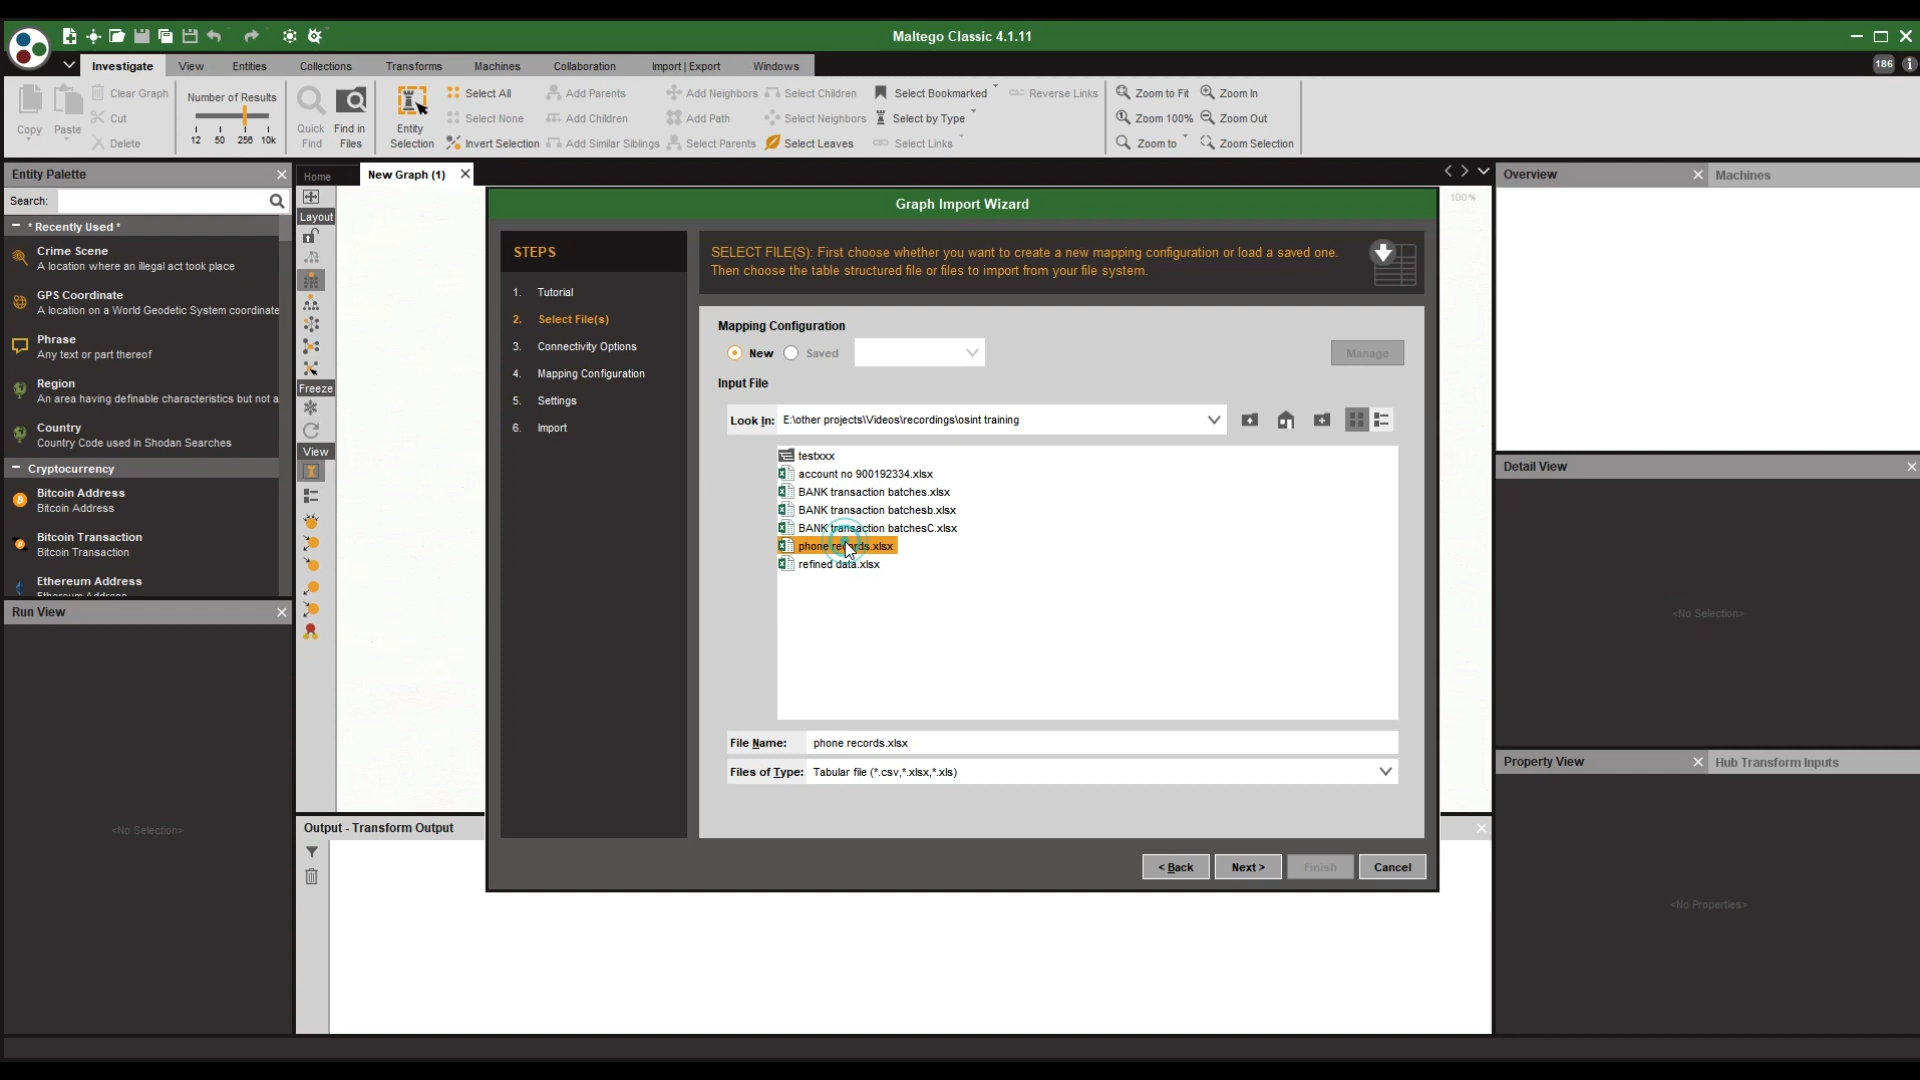 Maltego Classic 4.1.11
Investigate View Entities Collections Transforms Machines Collaboration Import | Export Windows
186
Copy
Paste
Clear Graph
Cut
Delete
Number of Results
12 50 256 10k
Quick
Find
Find in
Files
Entity
Selection
Select All
Select None
Invert Selection
Add Parents
Add Children
Add Similar Siblings
Add Neighbors
Add Path
Select Parents
Select Children
Select Neighbors
Select Leaves
Select Bookmarked
Select by Type
Select Links
Reverse Links
Zoom to Fit
Zoom 100%
Zoom to
Zoom In
Zoom Out
Zoom Selection
Entity Palette
Search:
* Recently Used *
Crime Scene
A location where an illegal act took place
GPS Coordinate
A location on a World Geodetic System coordinate
Phrase
Any text or part thereof
Region
An area having definable characteristics but not a
Country
Country Code used in Shodan Searches
Cryptocurrency
Bitcoin Address
Bitcoin Address
Bitcoin Transaction
Bitcoin Transaction
Ethereum Address
Ethereum Address
Run View
<No Selection>
Home
New Graph (1)
Layout
Freeze
View
100%
Graph Import Wizard
STEPS
1. Tutorial
2. Select File(s)
3. Connectivity Options
4. Mapping Configuration
5. Settings
6. Import
SELECT FILE(S): First choose whether you want to create a new mapping configuration or load a saved one.
Then choose the table structured file or files to import from your file system.
Mapping Configuration
New Saved
Manage
Input File
Look In: E:\other projects\Videos\recordings\osint training
testxxx
account no 900192334.xlsx
BANK transaction batches.xlsx
BANK transaction batchesb.xlsx
BANK transaction batchesC.xlsx
phone records.xlsx
refined data.xlsx
File Name: phone records.xlsx
Files of Type: Tabular file (*.csv,*.xlsx,*.xls)
< Back Next > Finish Cancel
Output - Transform Output
Overview
Machines
Detail View
<No Selection>
Property View
Hub Transform Inputs
<No Properties>